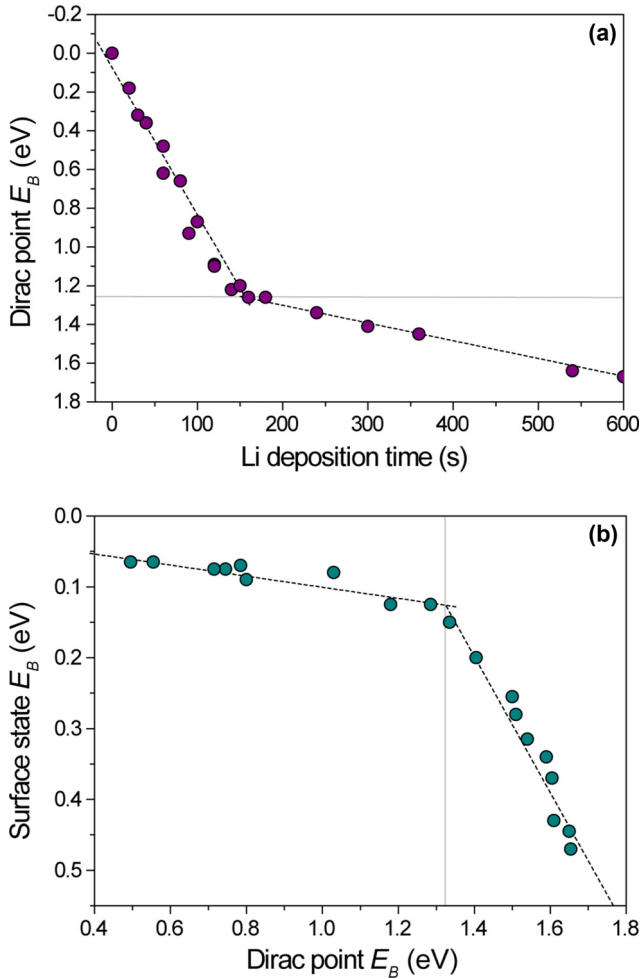 (a)
Dirac point E_B (eV)
-0.2
0.0
0.2
0.4
0.6
0.8
1.0
1.2
1.4
1.6
1.8
0 100 200 300 400 500 600
Li deposition time (s)
(b)
Surface state E_B (eV)
0.0
0.1
0.2
0.3
0.4
0.5
0.4 0.6 0.8 1.0 1.2 1.4 1.6 1.8
Dirac point E_B (eV)